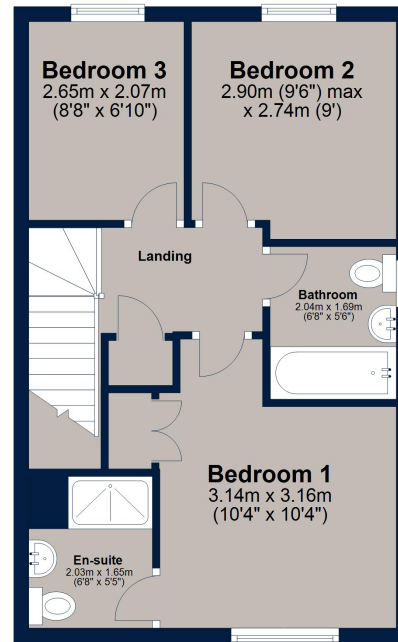 Bedroom 3
2.65m x 2.07m
(8'8" x 6'10")
Bedroom 2
2.90m (9'6") max
x 2.74m (9')
Landing
Bathroom
2.04m x 1.69m
(6'8" x 5'6")
Bedroom 1
3.14m x 3.16m
(10'4" x 10'4")
En-suite
2.03m x 1.65m
(6'8" x 5'5")